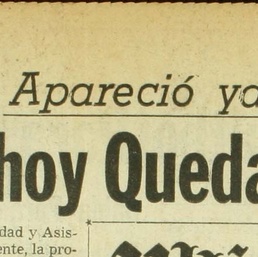 Apareció ya
hoy Queda
dad y Asis-
ente, la pro-